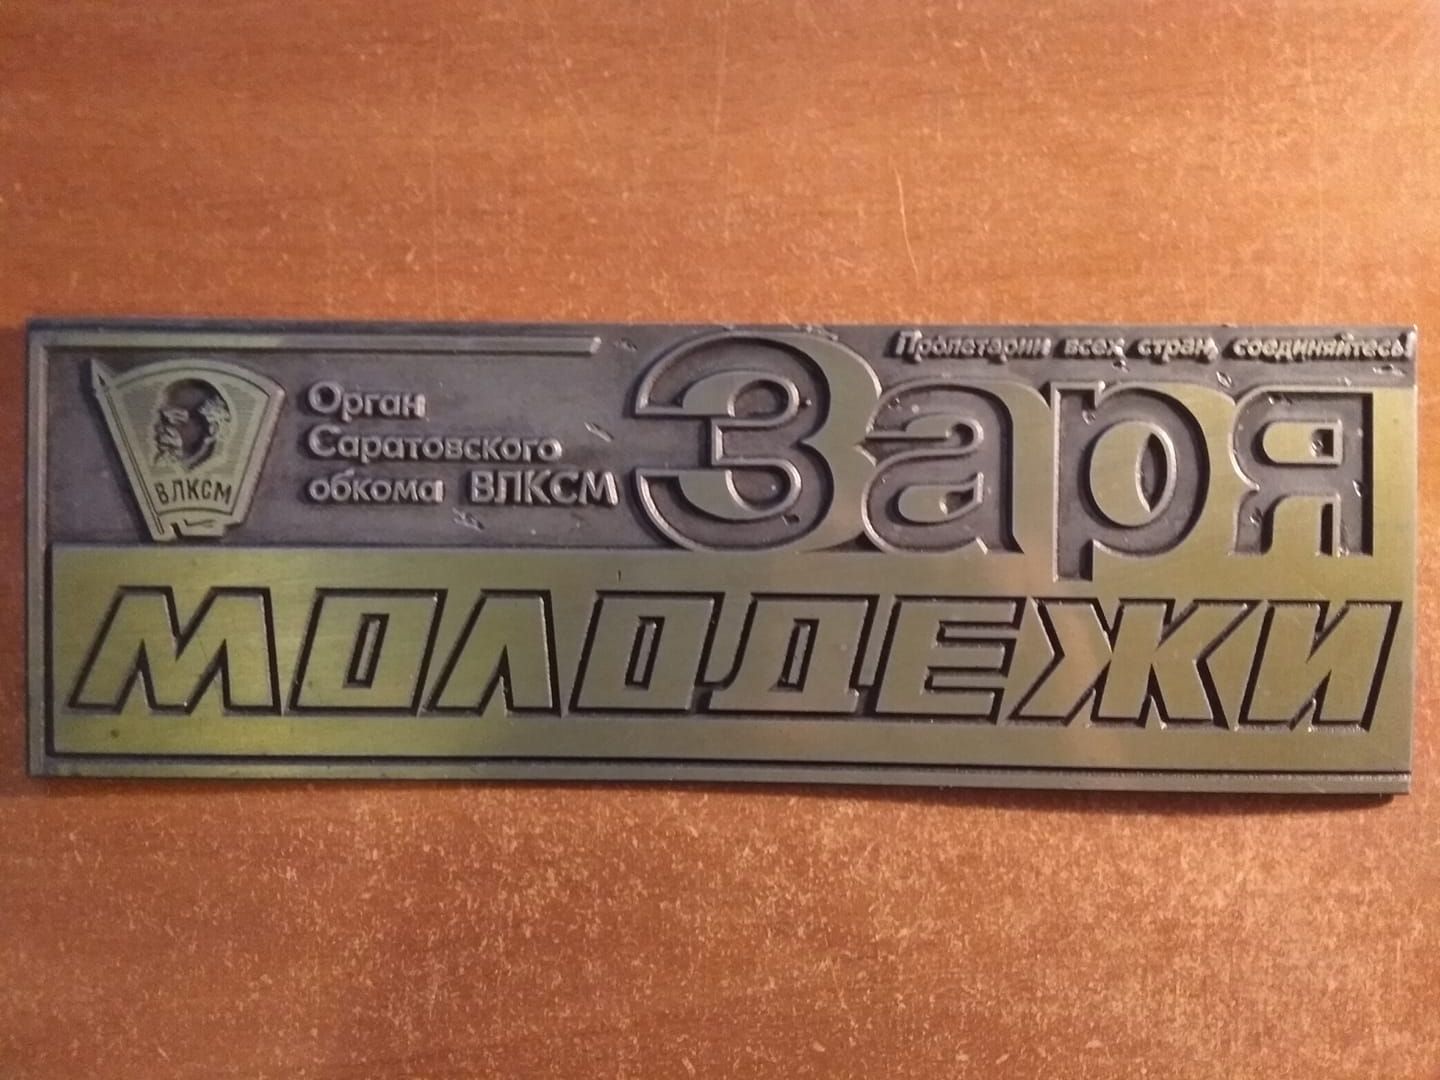 Пролетарии всех стран, соединяйтесь!
ВЛКСМ
Орган
Саратовского
обкома ВЛКСМ
Заря
МОЛОДЕЖИ